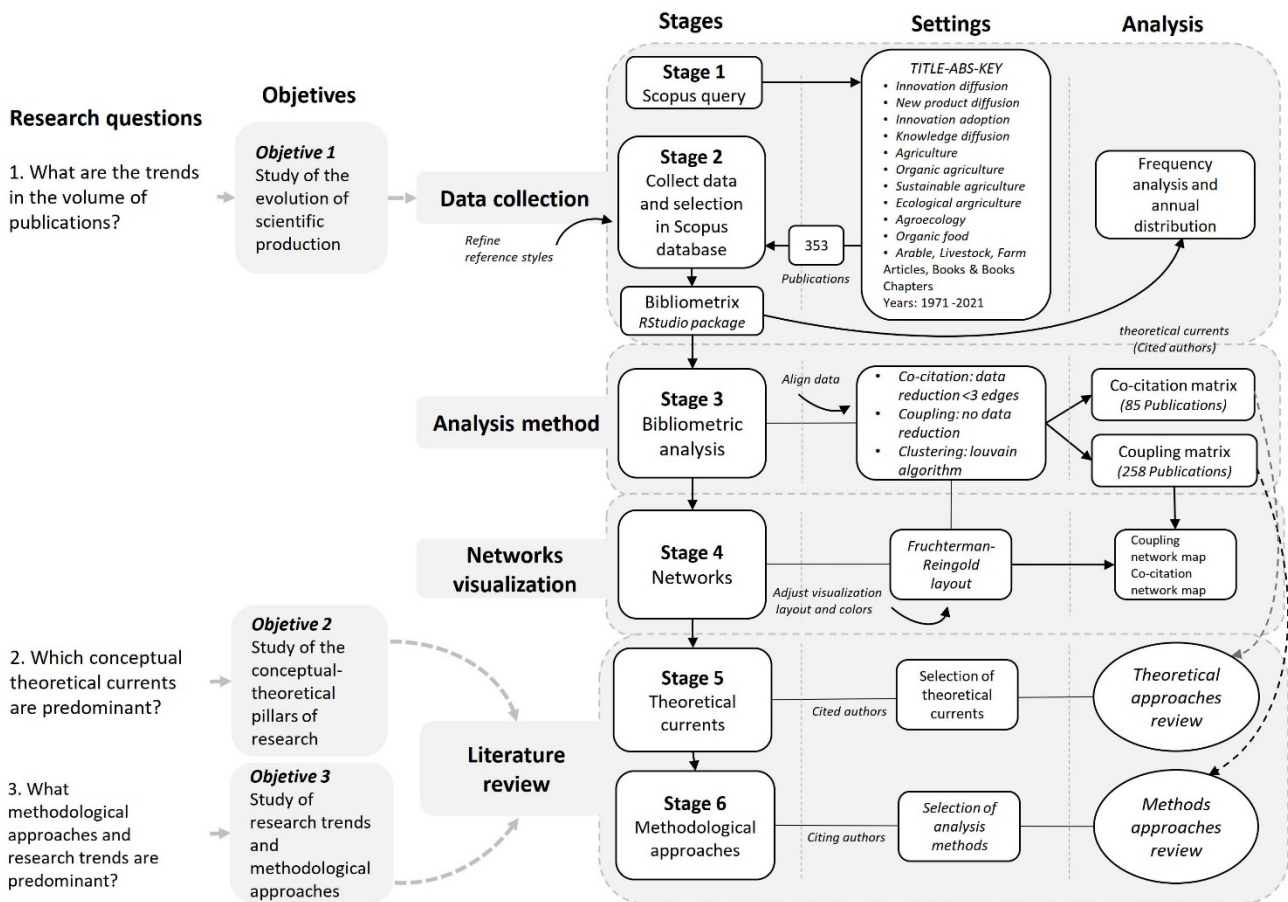 Stages
Settings
Analysis
Research questions
Objetives
1. What are the trends
in the volume of
publications?
Objetive 1
Study of the
evolution of
scientific
production
Data collection
Refine
reference styles
Stage 1
Scopus query
Stage 2
Collect data
and selection
in Scopus
database
Bibliometrix
RStudio package
353
Publications
TITLE-ABS-KEY
• Innovation diffusion
• New product diffusion
• Innovation adoption
• Knowledge diffusion
• Agriculture
• Organic agriculture
• Sustainable agriculture
• Ecological argriculture
• Agroecology
• Organic food
• Arable, Livestock, Farm
Articles, Books & Books
Chapters
Years: 1971 -2021
Frequency
analysis and
annual
distribution
theoretical currents
(Cited authors)
Analysis method
Stage 3
Bibliometric
analysis
Align data
• Co-citation: data
reduction <3 edges
• Coupling: no data
reduction
• Clustering: louvain
algorithm
Co-citation matrix
(85 Publications)
Coupling matrix
(258 Publications)
Networks
visualization
Stage 4
Networks
Adjust visualization
layout and colors
Fruchterman-
Reingold
layout
Coupling
network map
Co-citation
network map
2. Which conceptual
theoretical currents
are predominant?
Objetive 2
Study of the
conceptual-
theoretical
pillars of
research
Literature
review
Stage 5
Theoretical
currents
Cited authors
Selection of
theoretical
currents
Theoretical
approaches
review
3. What
methodological
approaches and
research trends are
predominant?
Objetive 3
Study of
research trends
and
methodological
approaches
Stage 6
Methodological
approaches
Citing authors
Selection of
analysis
methods
Methods
approaches
review